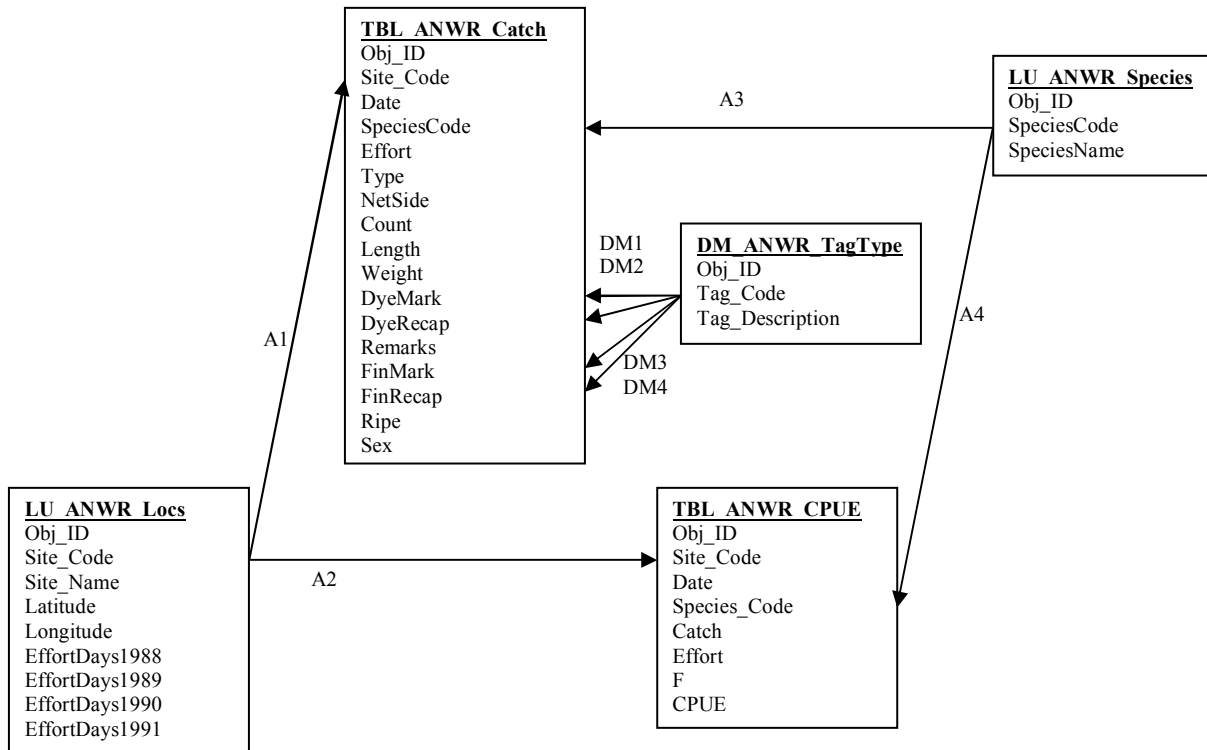 TBL_ANWR_Catch
Obj_ID
Site_Code
Date
SpeciesCode
Effort
Type
NetSide
Count
Length
Weight
DyeMark
DyeRecap
Remarks
FinMark
FinRecap
Ripe
Sex
A3
LU_ANWR_Species
Obj_ID
SpeciesCode
SpeciesName
DM1
DM2
DM_ANWR_TagType
Obj_ID
Tag_Code
Tag_Description
DM3
DM4
A1
A4
LU_ANWR_Locs
Obj_ID
Site_Code
Site_Name
Latitude
Longitude
EffortDays1988
EffortDays1989
EffortDays1990
EffortDays1991
A2
TBL_ANWR_CPUE
Obj_ID
Site_Code
Date
Species_Code
Catch
Effort
F
CPUE